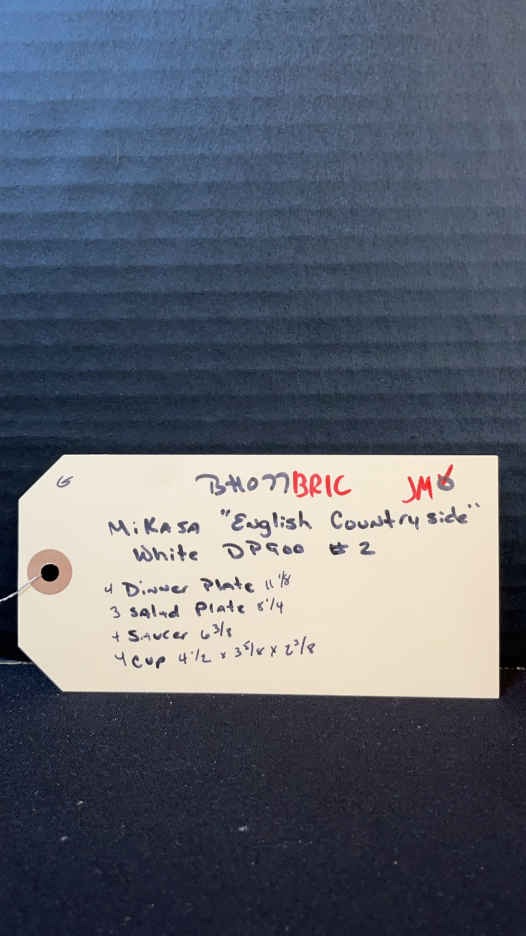 BH077BRIC JM
Mikasa "English Countryside"
White DP900 #2
4 Dinner Plate 11 1/8
3 Salad Plate 8 1/4
4 Saucer 6 3/8
4 Cup 4 1/2 x 3 5/8 x 2 3/8